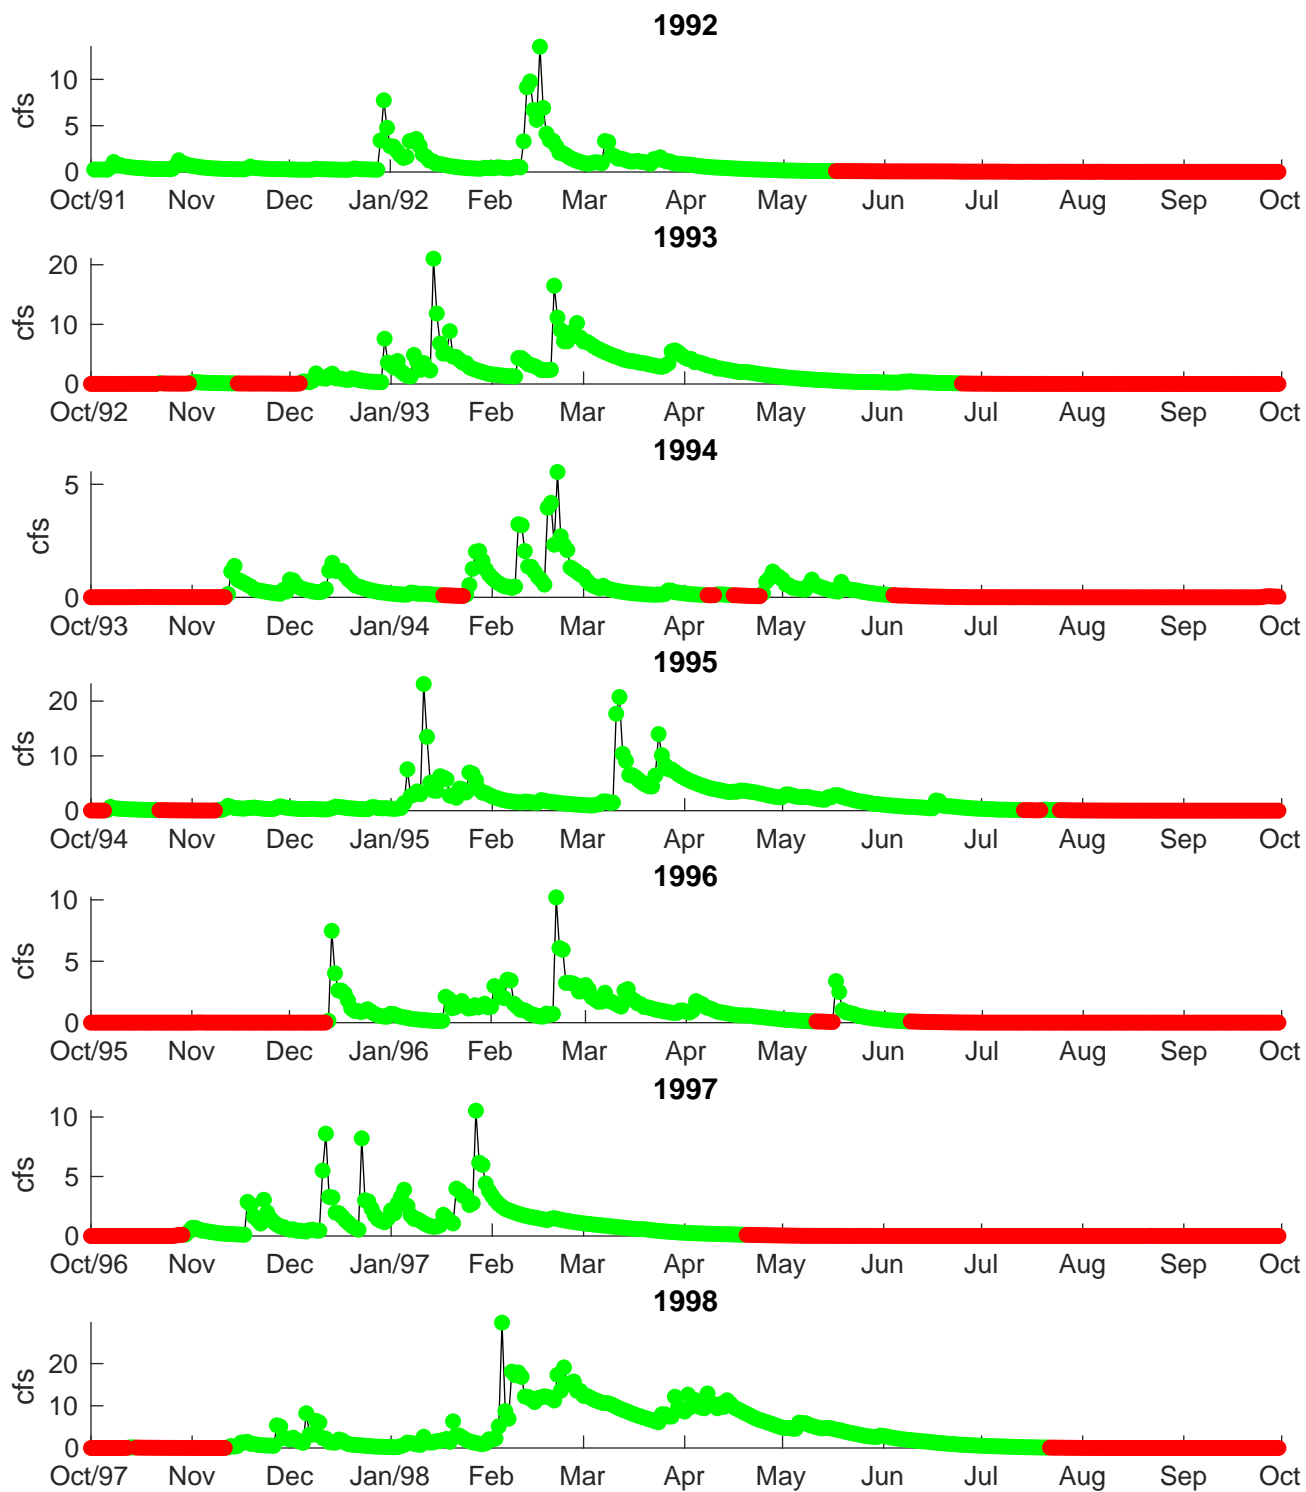 1992
10
5
0
cfs
Oct/91 Nov Dec Jan/92 Feb Mar Apr May Jun Jul Aug Sep Oct
1993
20
10
0
cfs
Oct/92 Nov Dec Jan/93 Feb Mar Apr May Jun Jul Aug Sep Oct
1994
5
0
cfs
Oct/93 Nov Dec Jan/94 Feb Mar Apr May Jun Jul Aug Sep Oct
1995
20
10
0
cfs
Oct/94 Nov Dec Jan/95 Feb Mar Apr May Jun Jul Aug Sep Oct
1996
10
5
0
cfs
Oct/95 Nov Dec Jan/96 Feb Mar Apr May Jun Jul Aug Sep Oct
1997
10
5
0
cfs
Oct/96 Nov Dec Jan/97 Feb Mar Apr May Jun Jul Aug Sep Oct
1998
20
10
0
cfs
Oct/97 Nov Dec Jan/98 Feb Mar Apr May Jun Jul Aug Sep Oct